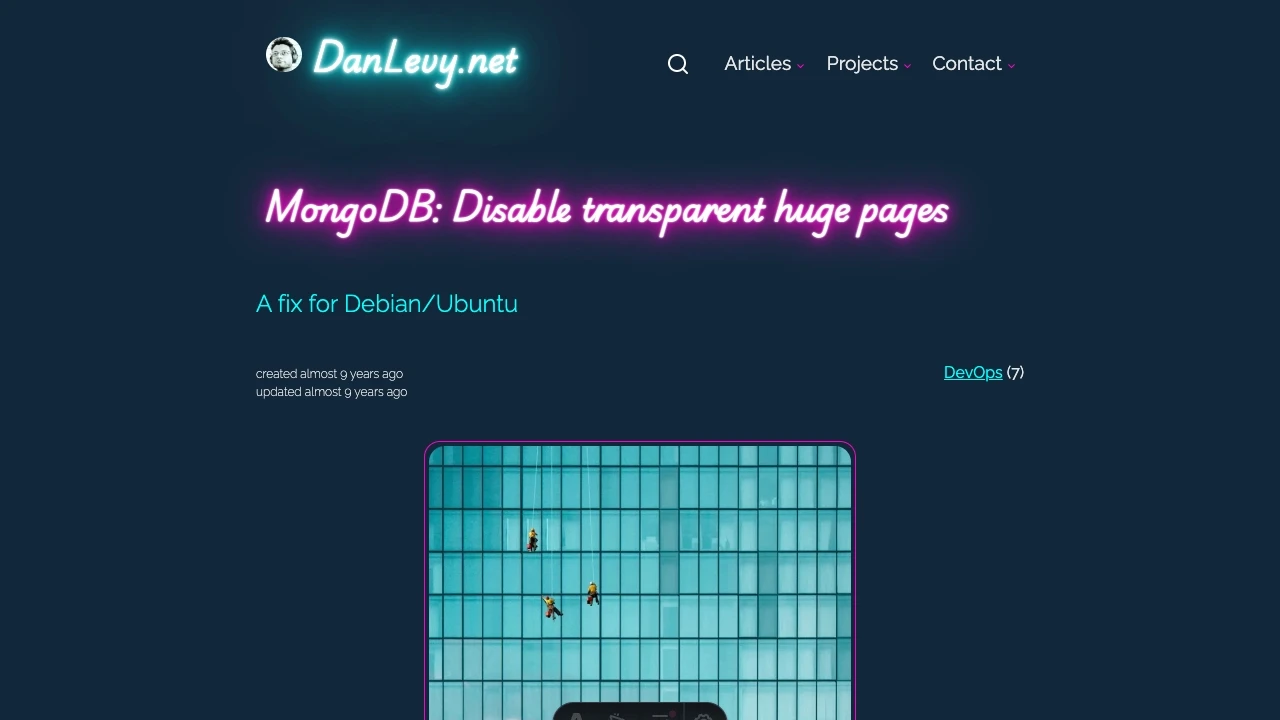 DanLevy.net
Articles
Projects
Contact
MongoDB: Disable transparent huge pages
A fix for Debian/Ubuntu
created almost 9 years ago
updated almost 9 years ago
DevOps (7)